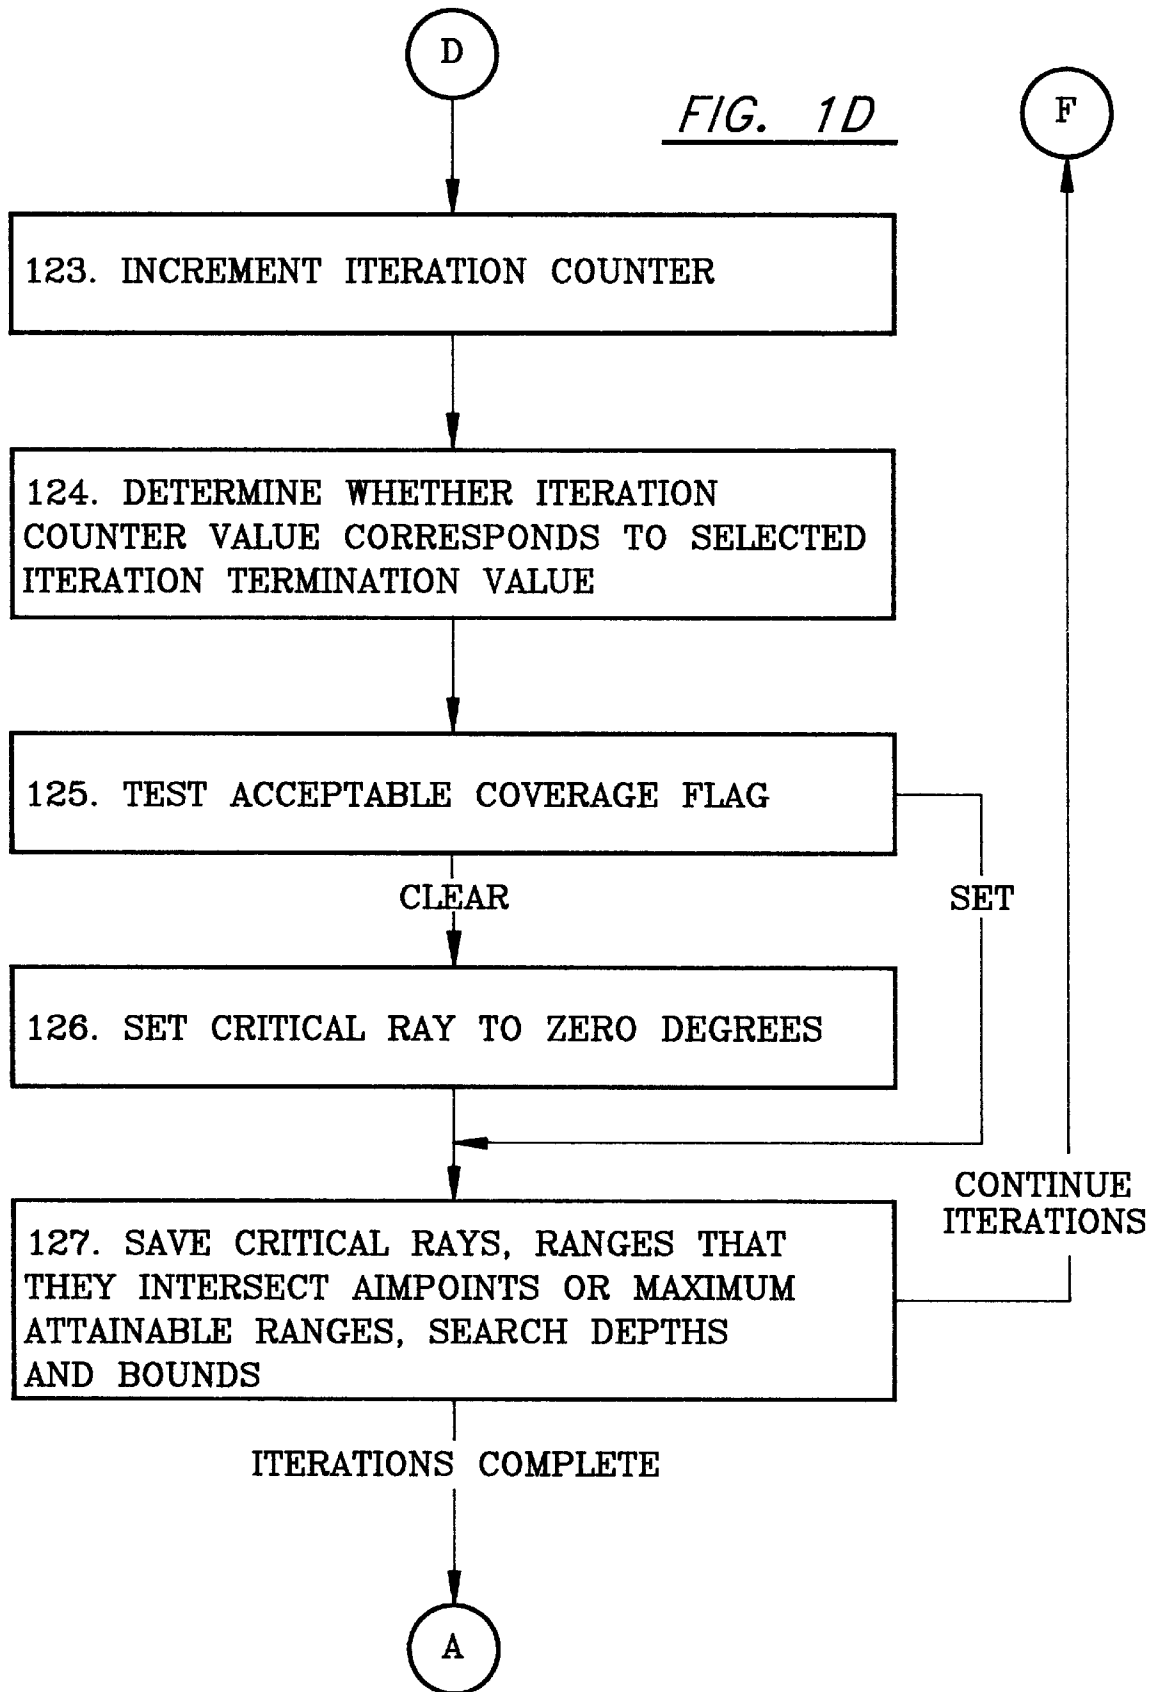 D
FIG. 1D
F
123. INCREMENT ITERATION COUNTER
124. DETERMINE WHETHER ITERATION
COUNTER VALUE CORRESPONDS TO SELECTED
ITERATION TERMINATION VALUE
125. TEST ACCEPTABLE COVERAGE FLAG
CLEAR
SET
126. SET CRITICAL RAY TO ZERO DEGREES
CONTINUE
ITERATIONS
127. SAVE CRITICAL RAYS, RANGES THAT
THEY INTERSECT AIMPOINTS OR MAXIMUM
ATTAINABLE RANGES, SEARCH DEPTHS
AND BOUNDS
ITERATIONS COMPLETE
A